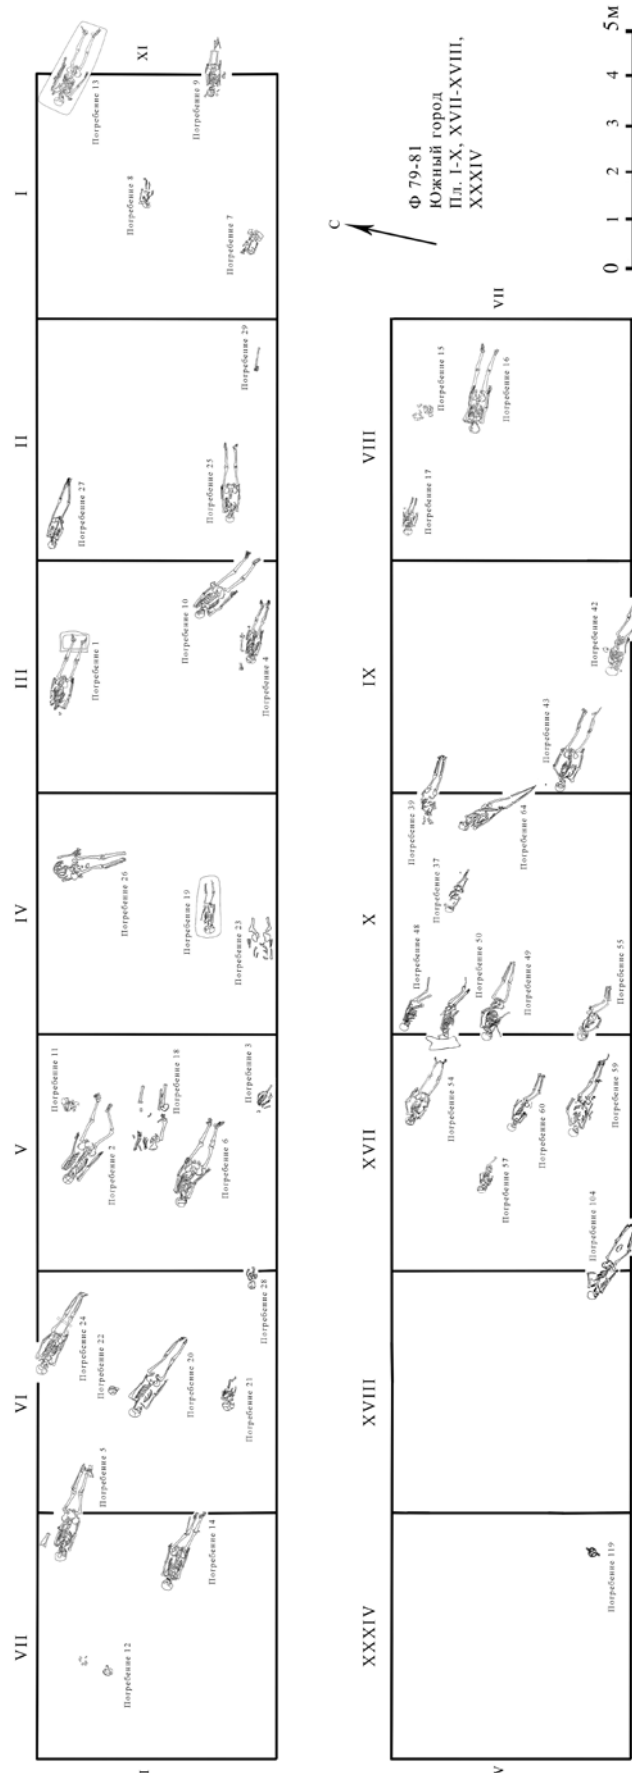 VII
VI
V
IV
III
II
I
XI
Погребение 12
Погребение 14
Погребение 5
Погребение 24
Погребение 22
Погребение 20
Погребение 21
Погребение 28
Погребение 11
Погребение 2
Погребение 18
Погребение 6
Погребение 3
Погребение 26
Погребение 19
Погребение 23
Погребение 1
Погребение 10
Погребение 4
Погребение 27
Погребение 25
Погребение 29
Погребение 13
Погребение 8
Погребение 9
Погребение 7
С
Ф 79-81
Южный город
Пл. I-X, XVII-XVIII,
XXXIV
0 1 2 3 4 5м
XXXIV
XVIII
XVII
X
IX
VIII
VII
Погребение 119
Погребение 104
Погребение 54
Погребение 57
Погребение 60
Погребение 59
Погребение 48
Погребение 50
Погребение 49
Погребение 55
Погребение 37
Погребение 39
Погребение 64
Погребение 43
Погребение 42
Погребение 17
Погребение 15
Погребение 16